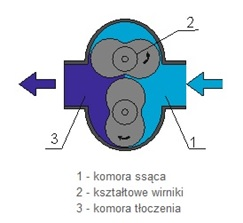 2
3
1
1 - komora ssąca
2 - kształtowe wirniki
3 - komora tłoczenia